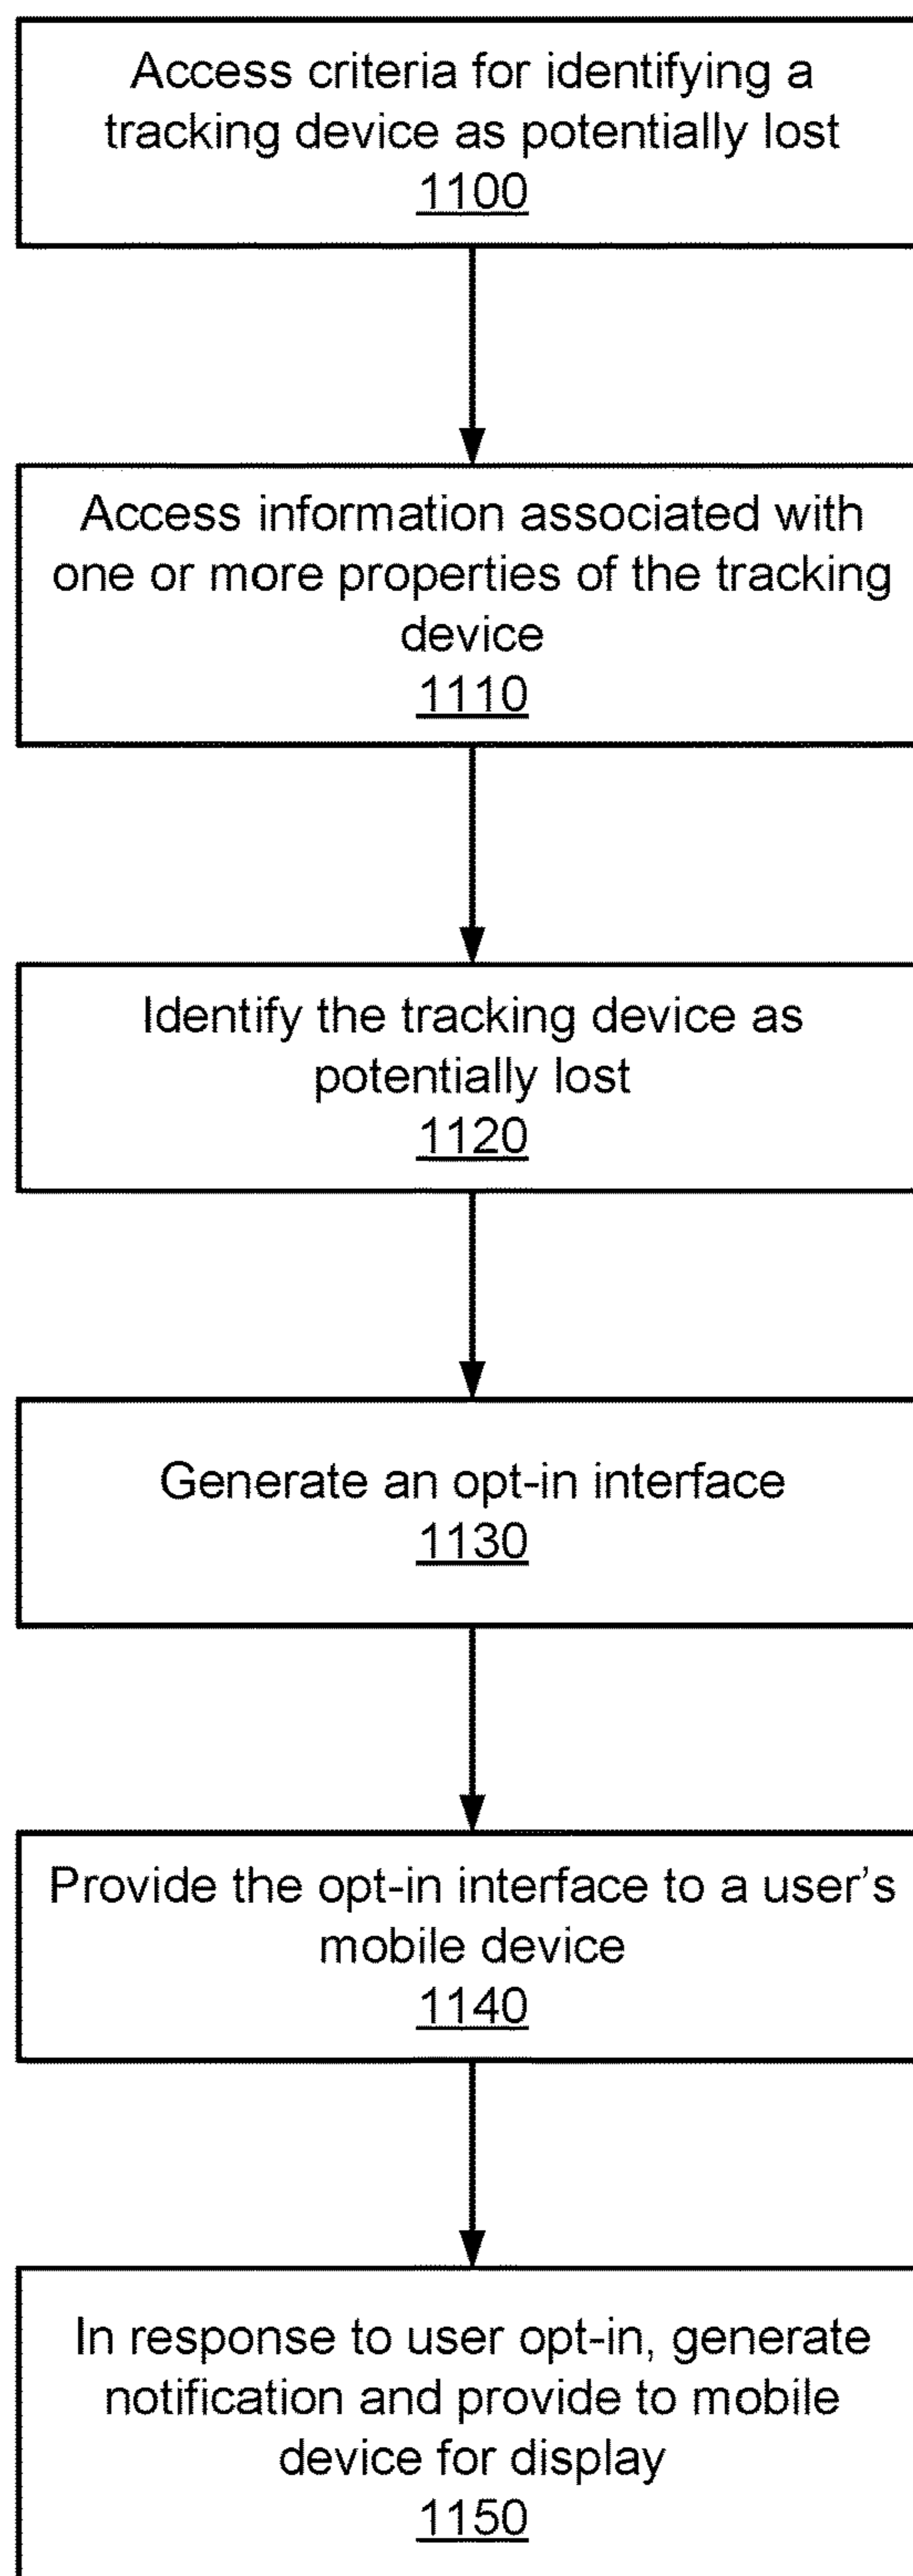 Access criteria for identifying a
tracking device as potentially lost
1100
Access information associated with
one or more properties of the tracking
device
1110
Identify the tracking device as
potentially lost
1120
Generate an opt-in interface
1130
Provide the opt-in interface to a user's
mobile device
1140
In response to user opt-in, generate
notification and provide to mobile
device for display
1150